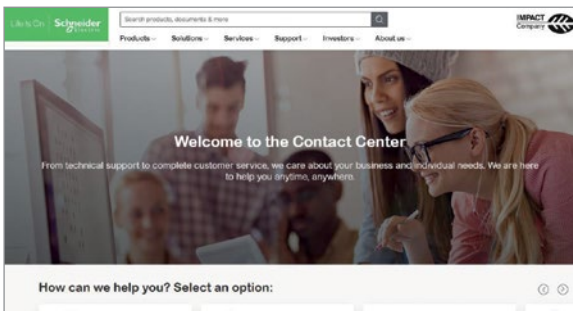 Life Is On
Schneider
Electric
Search products, documents & more
IMPACT
Company
Products
Solutions
Services
Support
Investors
About us
Welcome to the Contact Center
From technical support to complete customer service, we care about your business and individual needs. We are here
to help you anytime, anywhere.
How can we help you? Select an option: